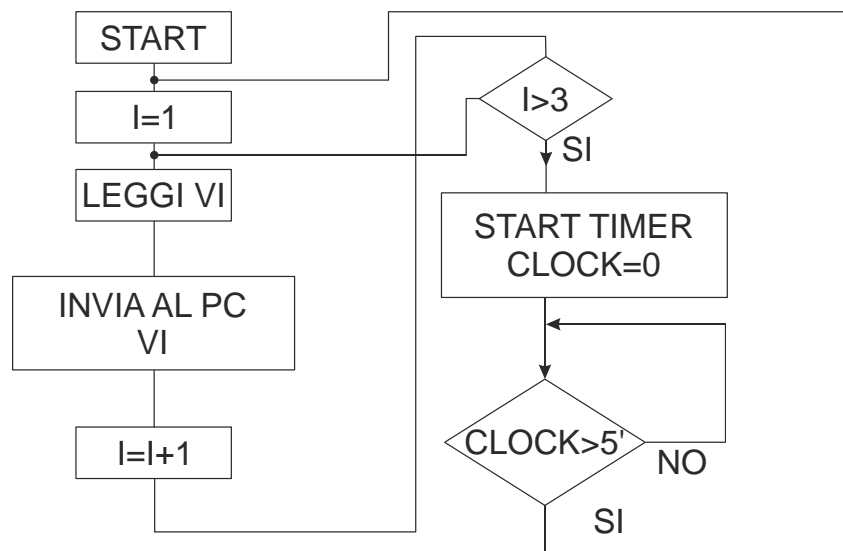 START
I=1
LEGGI VI
INVIA AL PC
VI
I=I+1
I>3
SI
START TIMER
CLOCK=0
CLOCK>5'
NO
SI